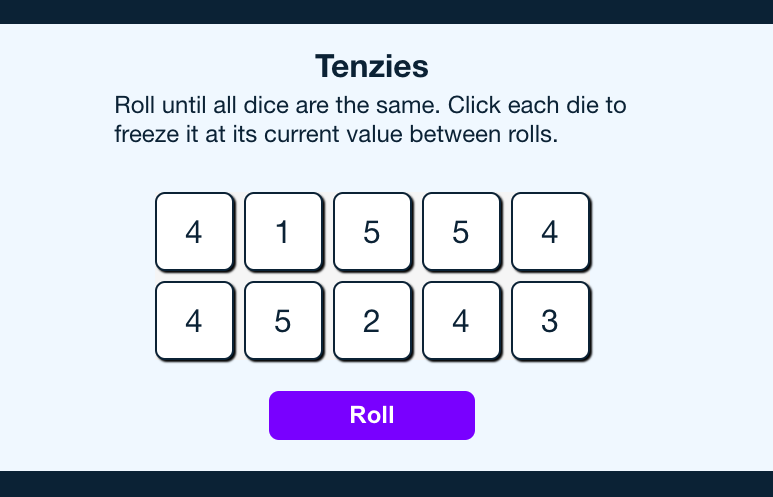 Tenzies
Roll until all dice are the same. Click each die to
freeze it at its current value between rolls.
4 1 5 5 4
4 5 2 4 3
Roll